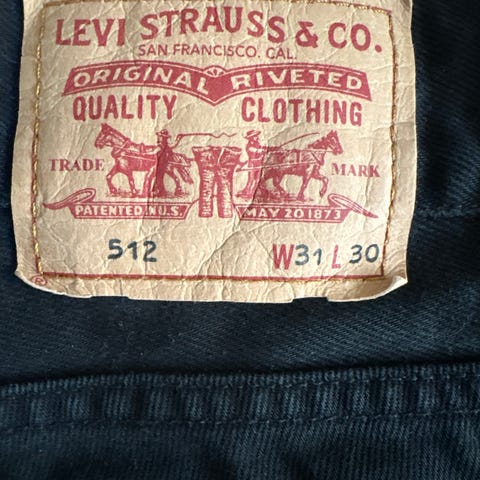 LEVI STRAUSS & CO.
SAN FRANCISCO. CAL.
ORIGINAL RIVETED
QUALITY CLOTHING
TRADE MARK
PATENTED IN U.S. MAY 20 1873
512 W31 L30
®